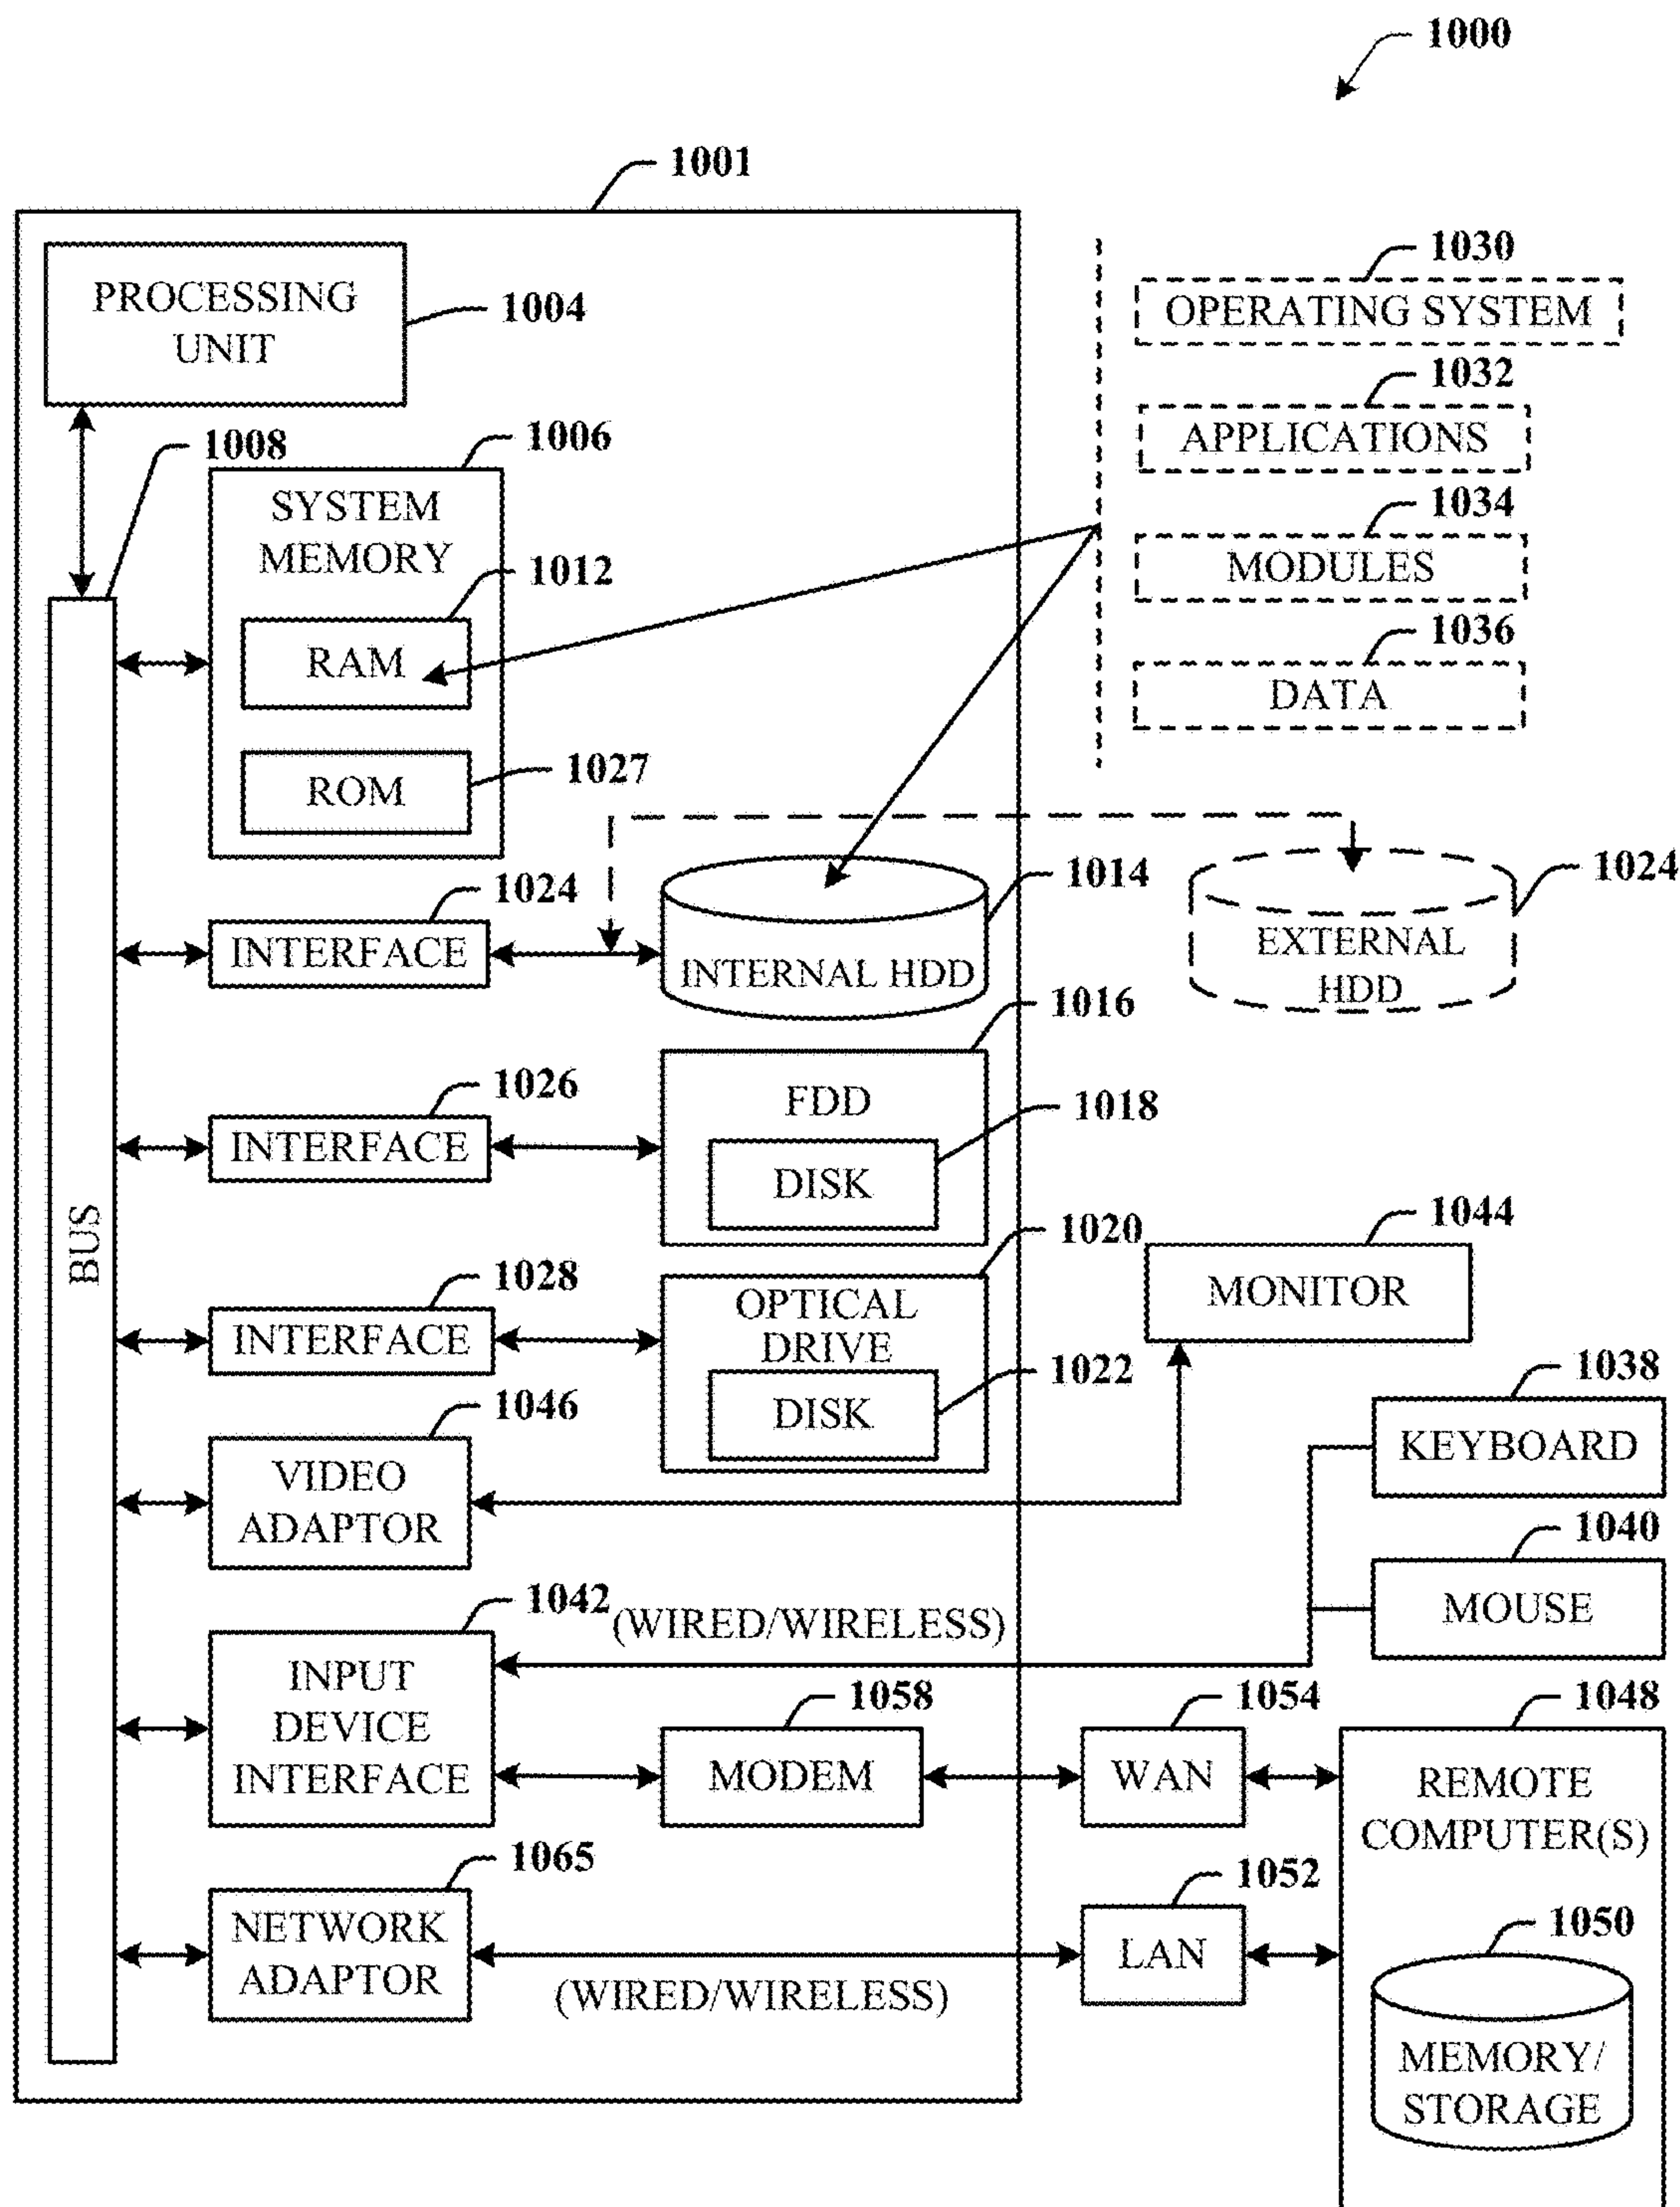 1000
1001
PROCESSING
UNIT
1004
1030
OPERATING SYSTEM
1032
APPLICATIONS
1034
MODULES
1036
DATA
1008
1006
SYSTEM
MEMORY
1012
RAM
1027
ROM
BUS
1024
INTERFACE
1014
INTERNAL HDD
1024
EXTERNAL
HDD
1016
1026
INTERFACE
FDD
1018
DISK
1020
1028
INTERFACE
OPTICAL
DRIVE
1022
DISK
1044
MONITOR
1046
VIDEO
ADAPTOR
1038
KEYBOARD
1040
MOUSE
1042
(WIRED/WIRELESS)
INPUT
DEVICE
INTERFACE
1058
MODEM
1054
WAN
1048
REMOTE
COMPUTER(S)
1065
NETWORK
ADAPTOR
(WIRED/WIRELESS)
1052
LAN
1050
MEMORY/
STORAGE